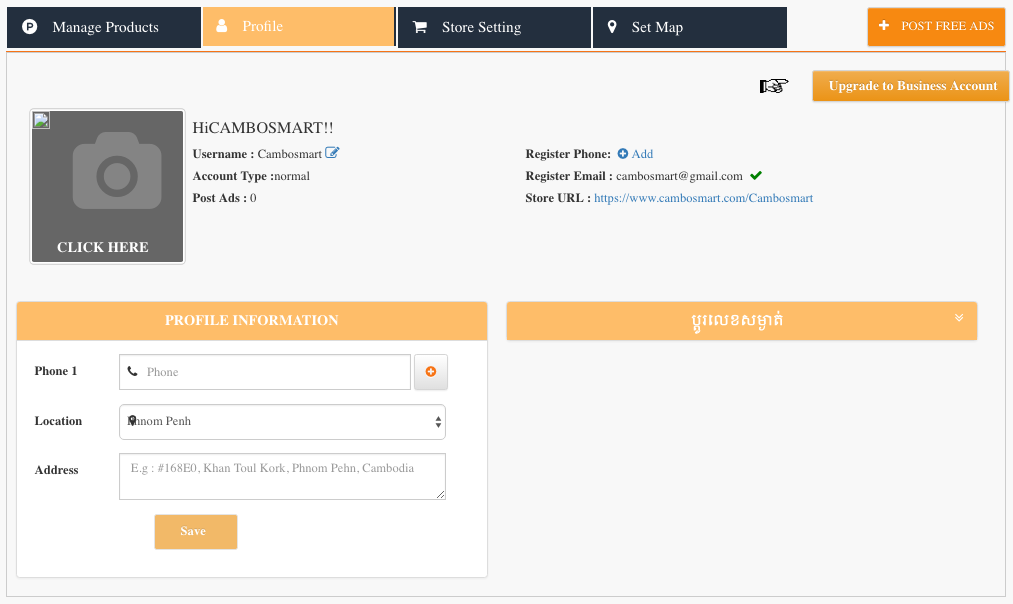 Manage Products
Profile
Store Setting
Set Map
POST FREE ADS
Upgrade to Business Account
CLICK HERE
HiCAMBOSMART!!
Username : Cambosmart
Account Type :normal
Post Ads : 0
Register Phone: Add
Register Email : cambosmart@gmail.com
Store URL : https://www.cambosmart.com/Cambosmart
PROFILE INFORMATION
ប្តូរលេខសម្ងាត់
Phone 1
Phone
Location
Phnom Penh
Address
E.g : #168E0, Khan Toul Kork, Phnom Pehn, Cambodia
Save